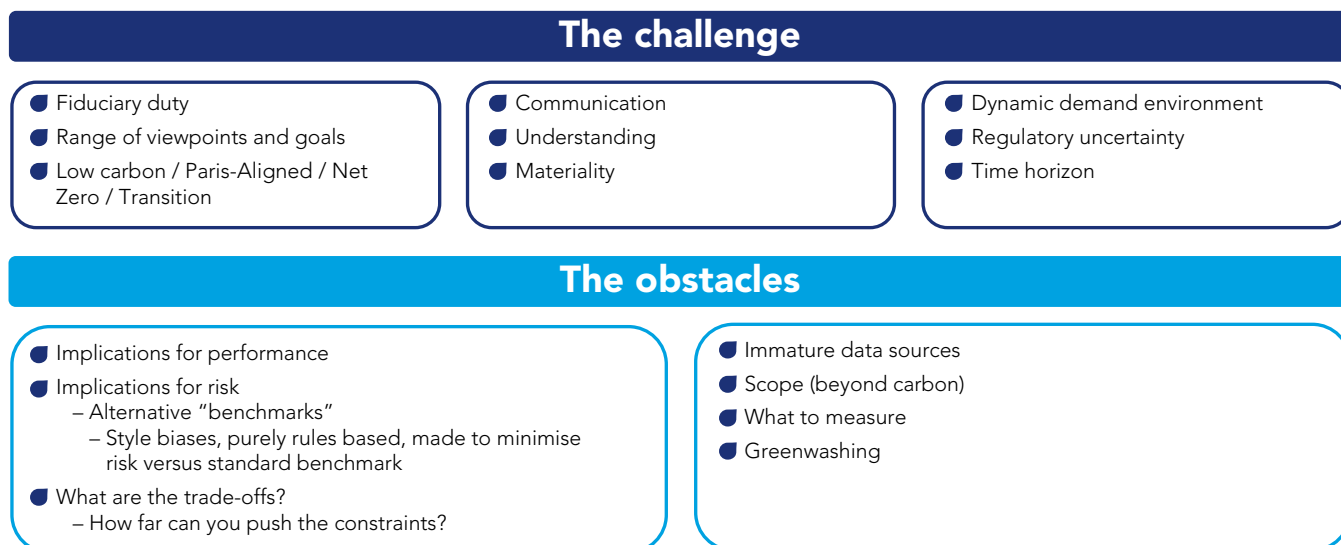 The challenge
Fiduciary duty
Range of viewpoints and goals
Low carbon / Paris-Aligned / Net
Zero / Transition
Communication
Understanding
Materiality
Dynamic demand environment
Regulatory uncertainty
Time horizon
The obstacles
Implications for performance
Implications for risk
– Alternative “benchmarks”
– Style biases, purely rules based, made to minimise
risk versus standard benchmark
What are the trade-offs?
– How far can you push the constraints?
Immature data sources
Scope (beyond carbon)
What to measure
Greenwashing